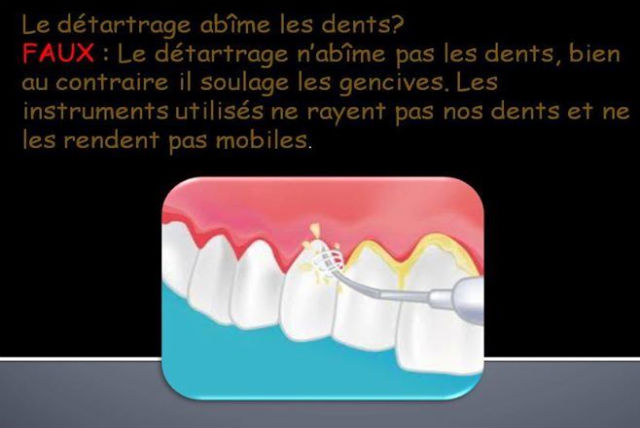 Le détartrage abîme les dents?
FAUX : Le détartrage n'abîme pas les dents, bien
au contraire il soulage les gencives. Les
instruments utilisés ne rayent pas nos dents et ne
les rendent pas mobiles.